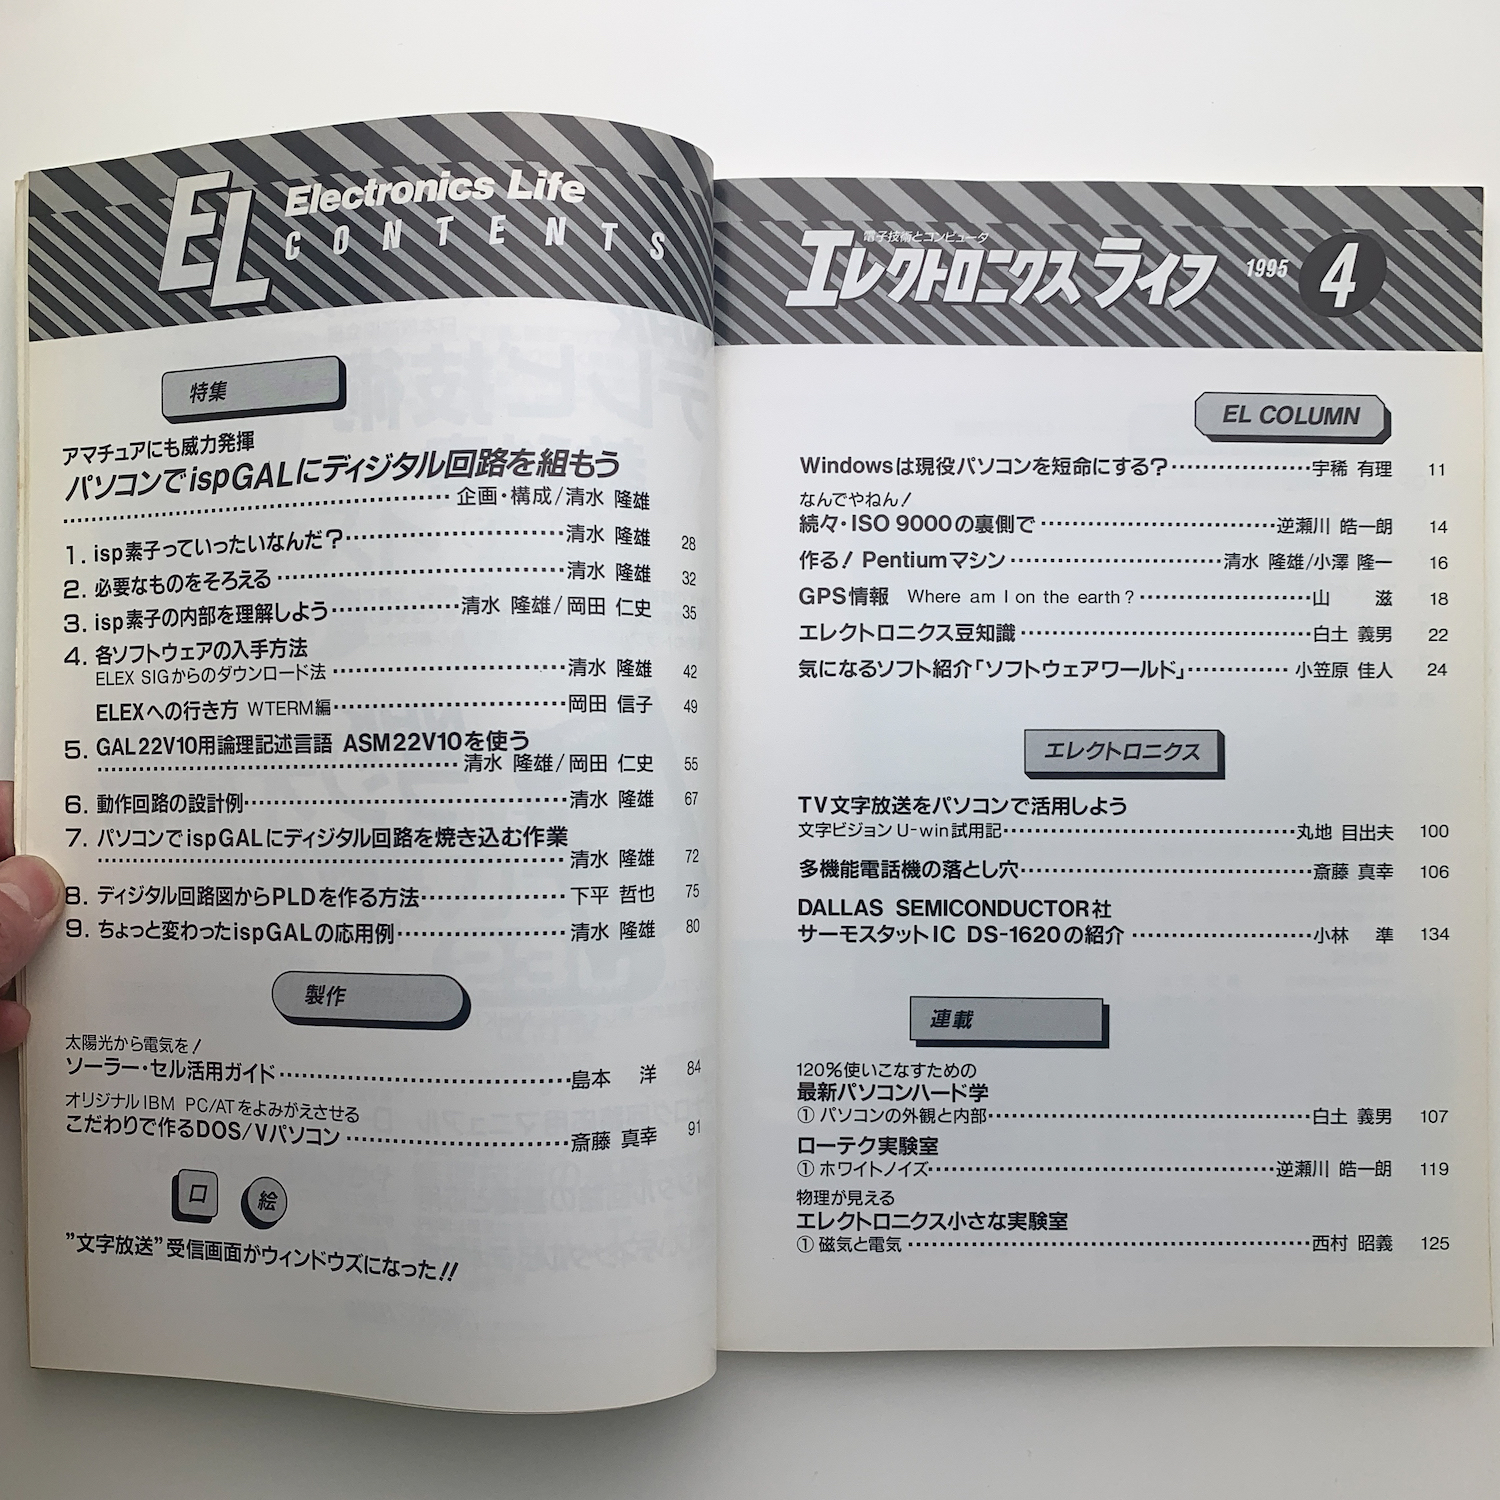 EL Electronics Life
CONTENTS
特集
アマチュアにも威力発揮
パソコンでispGALにディジタル回路を組もう
企画・構成/清水 隆雄
1. isp素子っていったいなんだ? 清水 隆雄 28
2. 必要なものをそろえる 清水 隆雄 32
3. isp素子の内部を理解しよう 清水 隆雄/岡田 仁史 35
4. 各ソフトウェアの入手方法
ELEX SIGからのダウンロード法 清水 隆雄 42
ELEXへの行き方 WTERM編 岡田 信子 49
5. GAL22V10用論理記述言語 ASM22V10を使う
清水 隆雄/岡田 仁史 55
6. 動作回路の設計例 清水 隆雄 67
7. パソコンでispGALにディジタル回路を焼き込む作業
清水 隆雄 72
8. ディジタル回路図からPLDを作る方法 下平 哲也 75
9. ちょっと変わったispGALの応用例 清水 隆雄 80
製作
太陽光から電気を!
ソーラー・セル活用ガイド 島本 洋 84
オリジナルIBM PC/ATをよみがえさせる
こだわりで作るDOS/Vパソコン 斎藤 真幸 91
口絵
"文字放送"受信画面がウィンドウズになった!!
電子技術とコンピュータ
エレクトロニクス ライフ 1995 4
EL COLUMN
Windowsは現役パソコンを短命にする? 宇稀 有理 11
なんでやねん!
続々・ISO 9000の裏側で 逆瀬川 皓一朗 14
作る! Pentiumマシン 清水 隆雄/小澤 隆一 16
GPS情報 Where am I on the earth? 山 滋 18
エレクトロニクス豆知識 白土 義男 22
気になるソフト紹介「ソフトウェアワールド」 小笠原 佳人 24
エレクトロニクス
TV文字放送をパソコンで活用しよう
文字ビジョンU-win試用記 丸地 目出夫 100
多機能電話機の落とし穴 斎藤 真幸 106
DALLAS SEMICONDUCTOR社
サーモスタットIC DS-1620の紹介 小林 準 134
連載
120%使いこなすための
最新パソコンハード学
① パソコンの外観と内部 白土 義男 107
ローテク実験室
① ホワイトノイズ 逆瀬川 皓一朗 119
物理が見える
エレクトロニクス小さな実験室
① 磁気と電気 西村 昭義 125